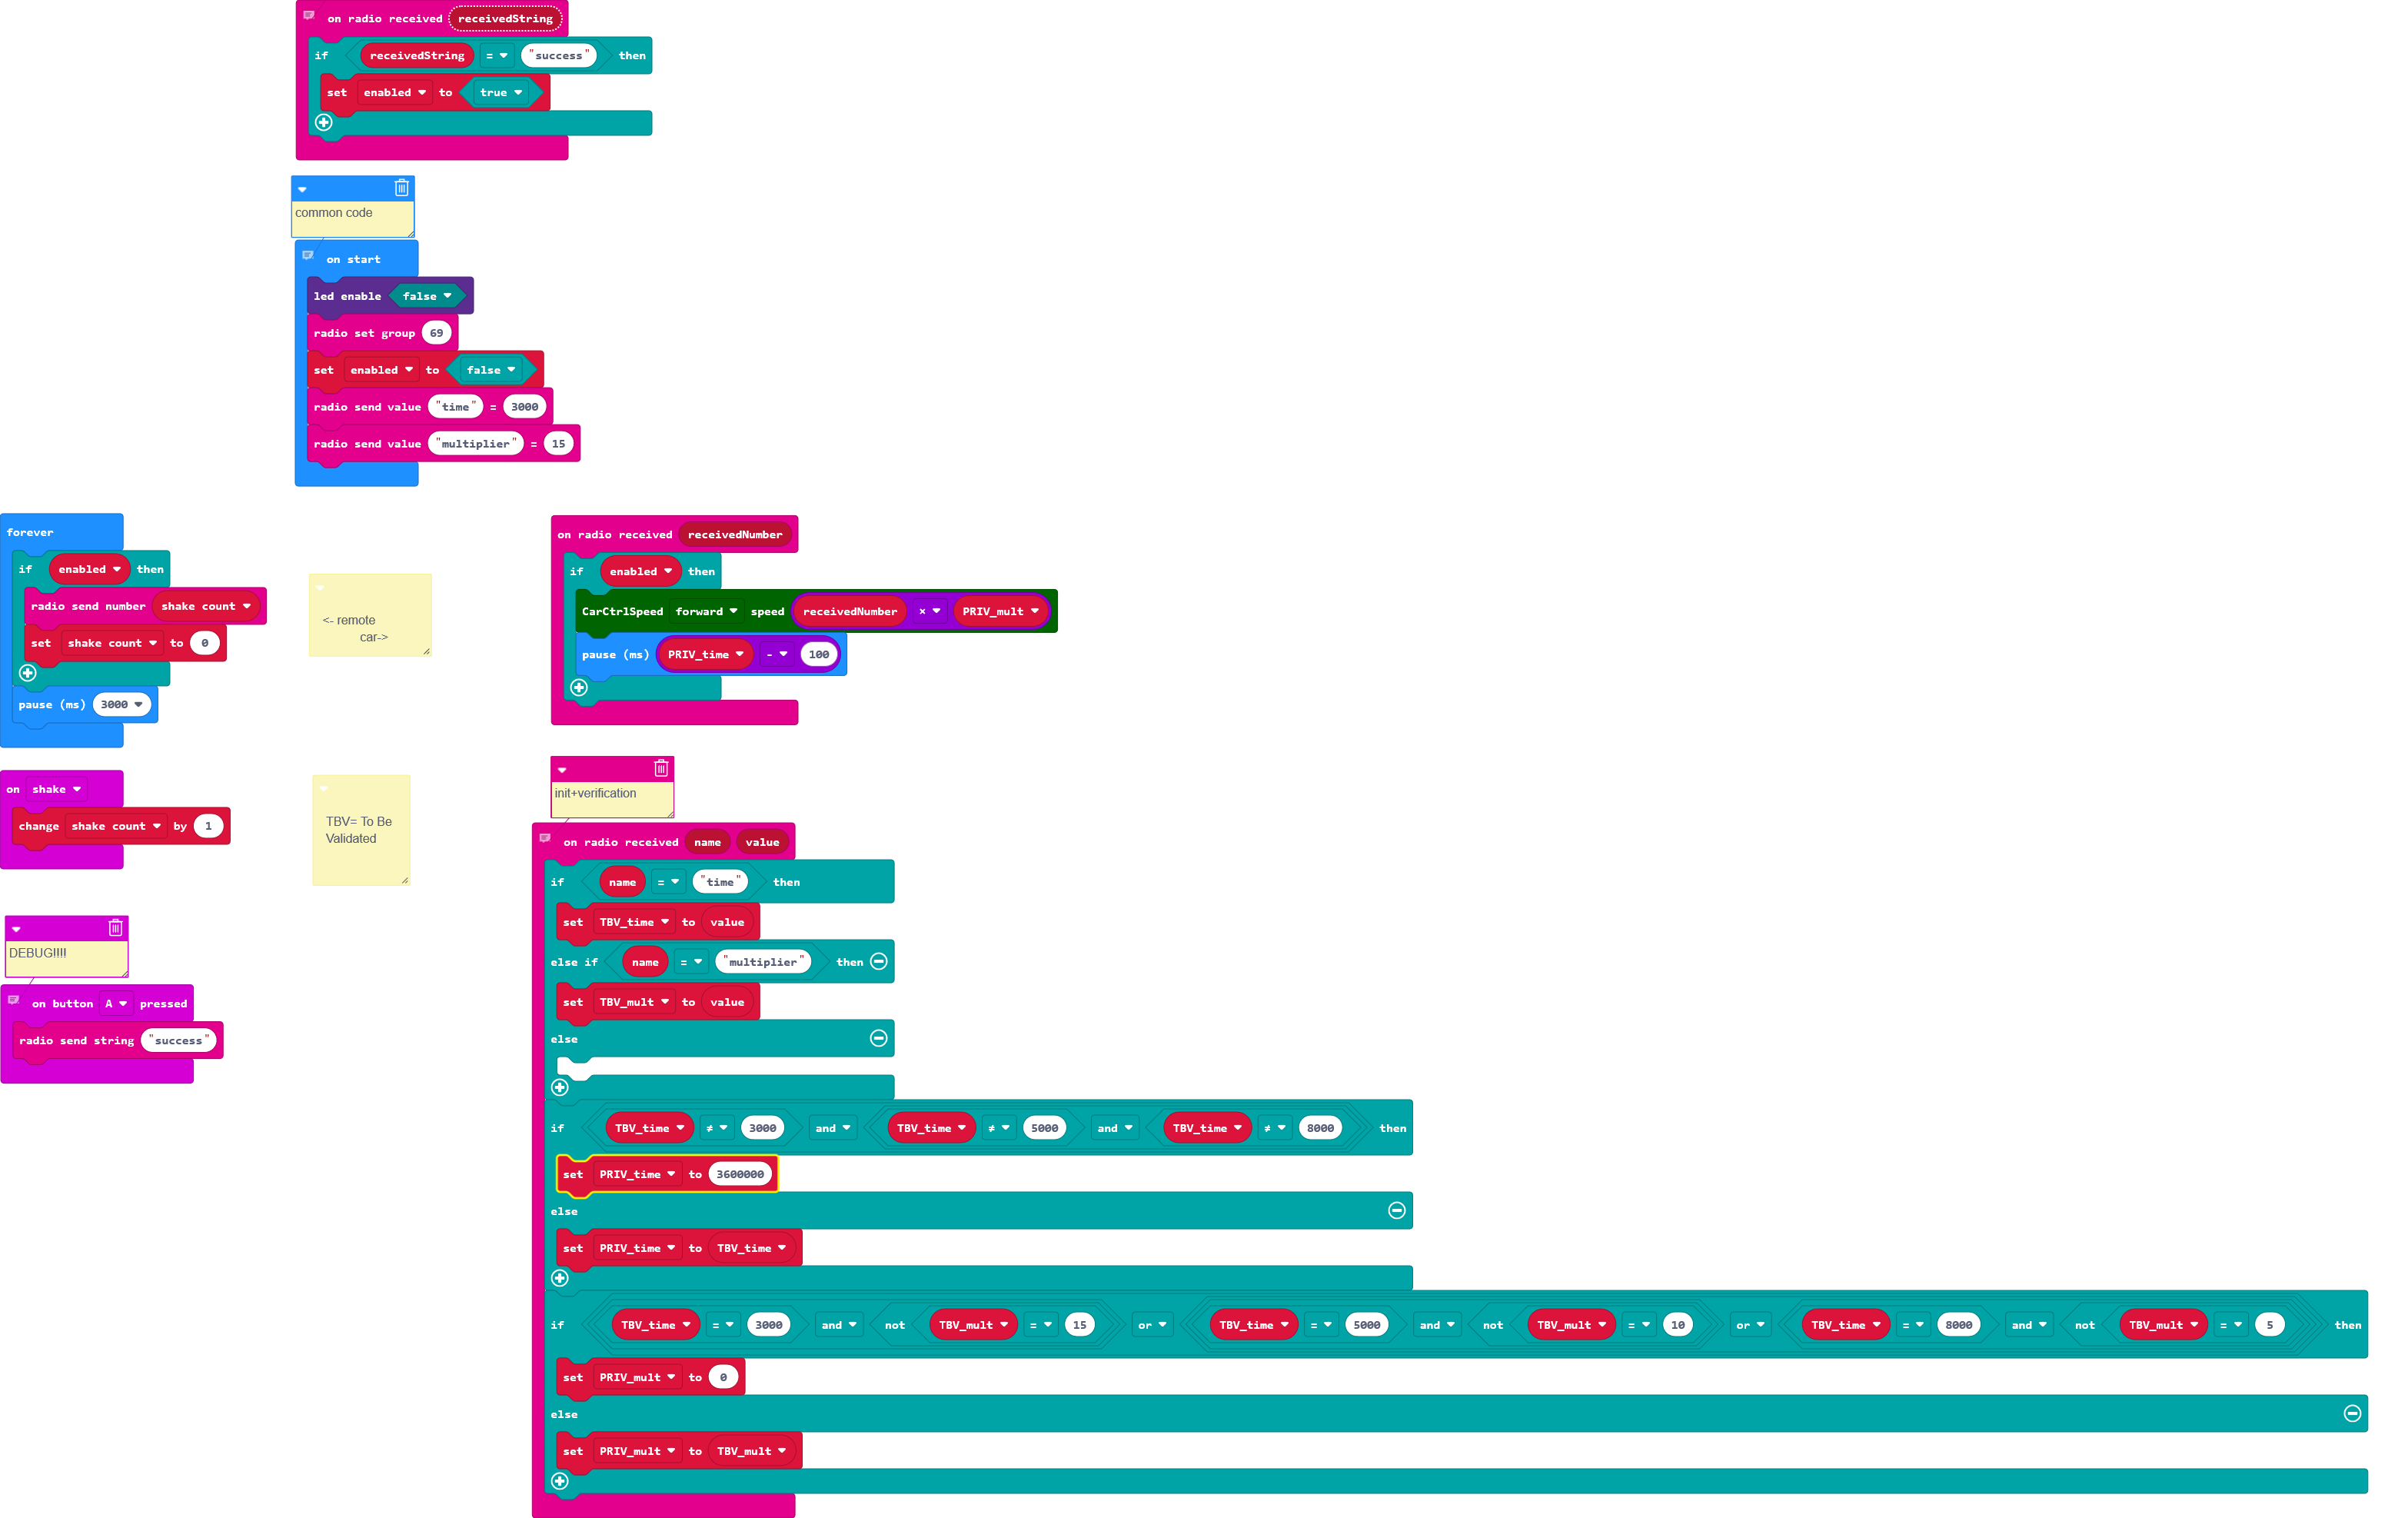 on radio received receivedString
if receivedString = "success" then
set enabled to true
common code
on start
led enable false
radio set group 69
set enabled to false
radio send value "time" = 3000
radio send value "multiplier" = 15
forever
if enabled then
radio send number shake count
set shake count to 0
pause (ms) 3000
<- remote
car->
on radio received receivedNumber
if enabled then
CarCtrlSpeed forward speed receivedNumber × PRIV_mult
pause (ms) PRIV_time - 100
on shake
change shake count by 1
TBV= To Be
Validated
DEBUG!!!!
on button A pressed
radio send string "success"
init+verification
on radio received name value
if name = "time" then
set TBV_time to value
else if name = "multiplier" then
set TBV_mult to value
else
if TBV_time ≠ 3000 and TBV_time ≠ 5000 and TBV_time ≠ 8000 then
set PRIV_time to 3600000
else
set PRIV_time to TBV_time
if TBV_time = 3000 and not TBV_mult = 15 or TBV_time = 5000 and not TBV_mult = 10 or TBV_time = 8000 and not TBV_mult = 5 then
set PRIV_mult to 0
else
set PRIV_mult to TBV_mult